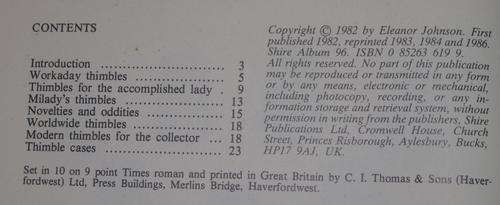 CONTENTS
Introduction ........................ 3
Workaday thimbles ................ 5
Thimbles for the accomplished lady . 9
Milady's thimbles .................. 13
Novelties and oddities .............. 15
Worldwide thimbles ................ 18
Modern thimbles for the collector ... 18
Thimble cases ...................... 23
Copyright © 1982 by Eleanor Johnson. First
published 1982, reprinted 1983, 1984 and 1986.
Shire Album 96. ISBN 0 85263 619 9.
All rights reserved. No part of this publication
may be reproduced or transmitted in any form
or by any means, electronic or mechanical,
including photocopy, recording, or any in-
formation storage and retrieval system, without
permission in writing from the publishers, Shire
Publications Ltd, Cromwell House, Church
Street, Princes Risborough, Aylesbury, Bucks,
HP17 9AJ, UK.
Set in 10 on 9 point Times roman and printed in Great Britain by C. I. Thomas & Sons (Haver-
fordwest) Ltd, Press Buildings, Merlins Bridge, Haverfordwest.